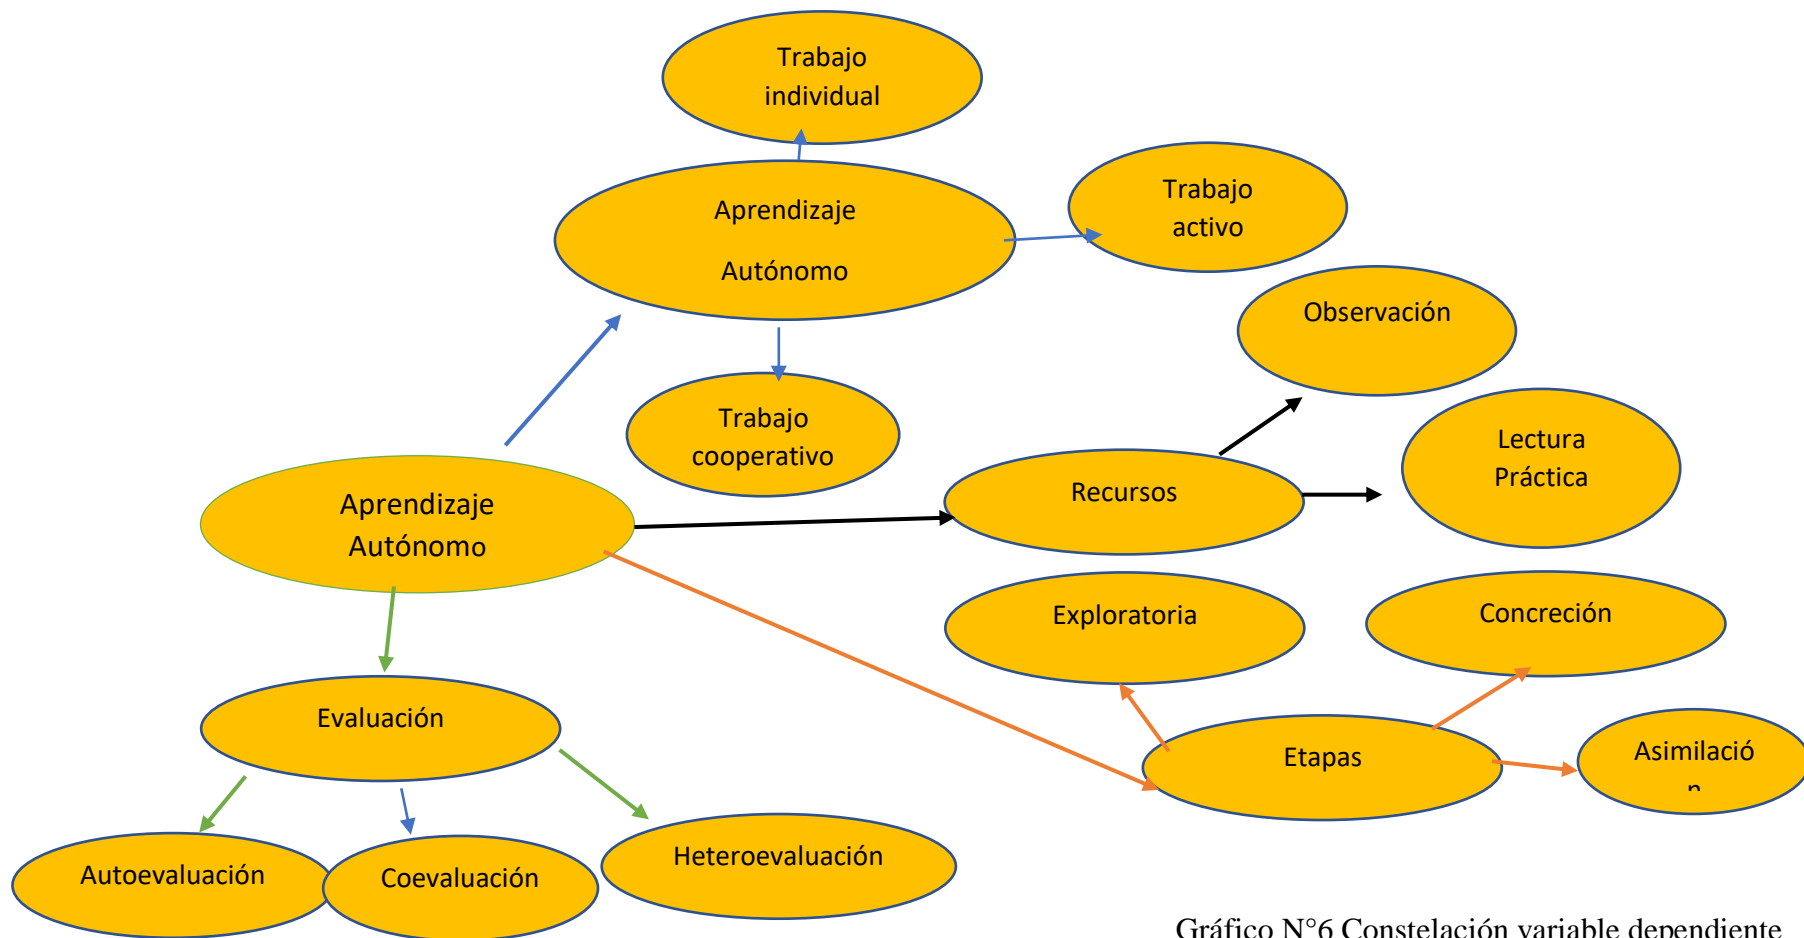 Trabajo
individual
Aprendizaje
Autónomo
Trabajo
activo
Observación
Trabajo
cooperativo
Lectura
Práctica
Recursos
Aprendizaje
Autónomo
Exploratoria
Concreción
Evaluación
Etapas
Asimilació
n
Autoevaluación
Coevaluación
Heteroevaluación
Gráfico N°6 Constelación variable dependiente